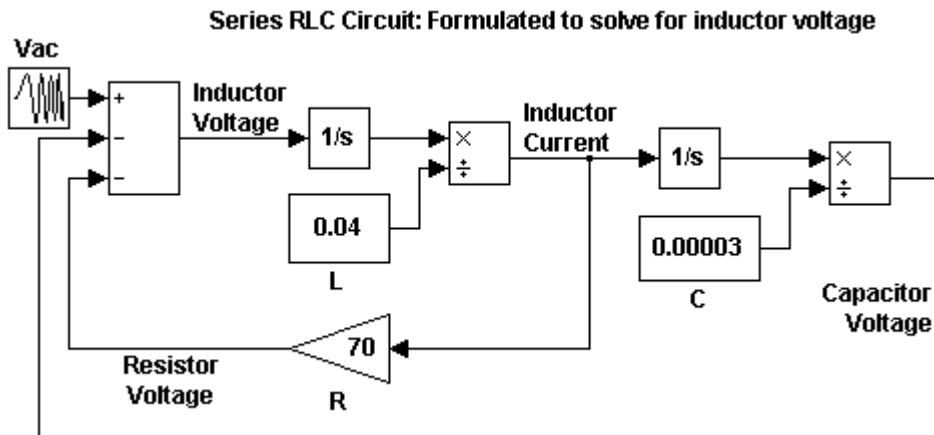 Series RLC Circuit: Formulated to solve for inductor voltage
Vac
+
−
−
Inductor
Voltage
1/s
×
÷
Inductor
Current
1/s
×
÷
0.04
L
0.00003
C
Capacitor
Voltage
70
R
Resistor
Voltage